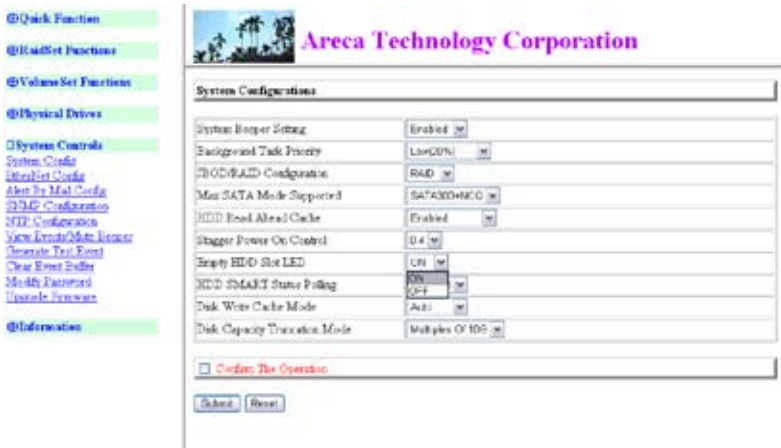 Quick Function
RaidSet Functions
VolumeSet Functions
Physical Drives
System Controls
System Config
EtherNet Config
Alert By Mail Config
SNMP Configuration
NTP Configuration
View Events/Mute Beeper
Generate Test Event
Clear Event Buffer
Modify Password
Upgrade Firmware
Information
Areca Technology Corporation
System Configurations
System Beeper Setting Enabled
Background Task Priority Low(20%)
JBOD/RAID Configuration RAID
Max SATA Mode Supported SATA300+NCQ
HDD Read Ahead Cache Enabled
Stagger Power On Control 0.4
Empty HDD Slot LED ON
ON
OFF
HDD SMART Status Polling
Disk Write Cache Mode Auto
Disk Capacity Truncation Mode Multiples Of 10G
Confirm The Operation
Submit Reset